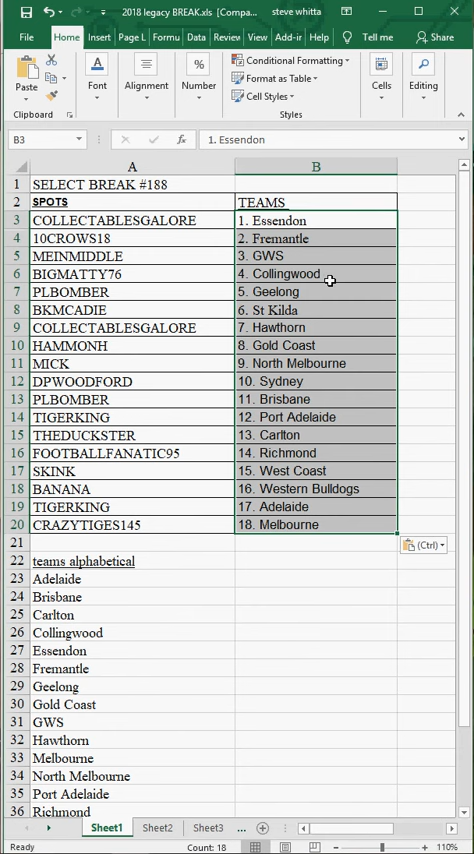 2018 legacy BREAK.xls [Compa... steve whitta
File Home Insert Page L Formu Data Review View Add-ir Help Tell me Share
Paste Font Alignment Number Conditional Formatting Format as Table Cell Styles Cells Editing
Clipboard Styles
B3 fx 1. Essendon
A B
1 SELECT BREAK #188
2 SPOTS TEAMS
3 COLLECTABLESGALORE 1. Essendon
4 10CROWS18 2. Fremantle
5 MEINMIDDLE 3. GWS
6 BIGMATTY76 4. Collingwood
7 PLBOMBER 5. Geelong
8 BKMCADIE 6. St Kilda
9 COLLECTABLESGALORE 7. Hawthorn
10 HAMMONH 8. Gold Coast
11 MICK 9. North Melbourne
12 DPWOODFORD 10. Sydney
13 PLBOMBER 11. Brisbane
14 TIGERKING 12. Port Adelaide
15 THEDUCKSTER 13. Carlton
16 FOOTBALLFANATIC95 14. Richmond
17 SKINK 15. West Coast
18 BANANA 16. Western Bulldogs
19 TIGERKING 17. Adelaide
20 CRAZYTIGES145 18. Melbourne
21 (Ctrl)
22 teams alphabetical
23 Adelaide
24 Brisbane
25 Carlton
26 Collingwood
27 Essendon
28 Fremantle
29 Geelong
30 Gold Coast
31 GWS
32 Hawthorn
33 Melbourne
34 North Melbourne
35 Port Adelaide
36 Richmond
Sheet1 Sheet2 Sheet3 ...
Ready Count: 18 110%